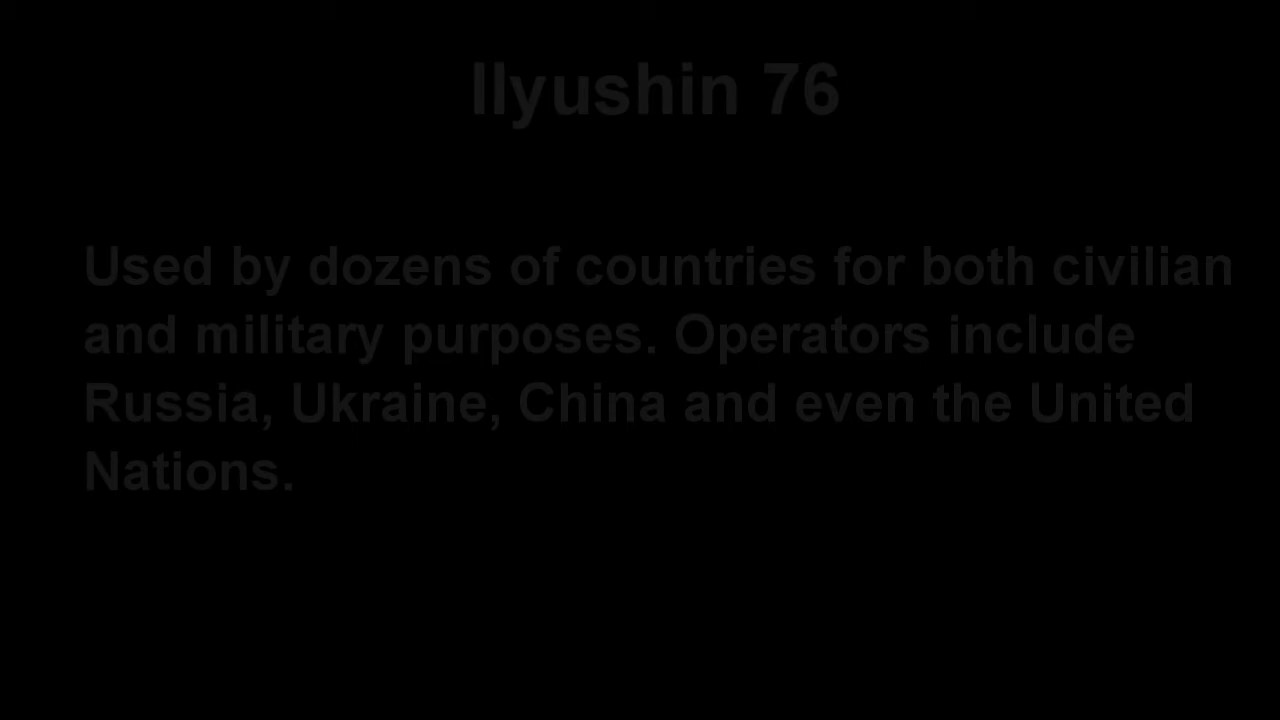 Ilyushin 76
Used by dozens of countries for both civilian
and military purposes. Operators include
Russia, Ukraine, China and even the United
Nations.